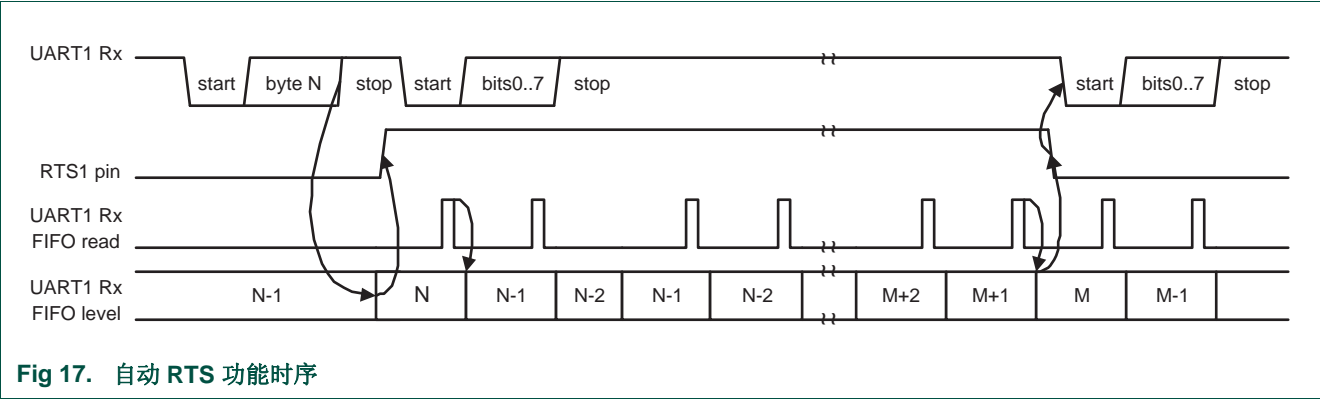 UART1 Rx
start byte N stop start bits0..7 stop start bits0..7 stop
RTS1 pin
UART1 Rx
FIFO read
UART1 Rx
FIFO level
N-1 N N-1 N-2 N-1 N-2 M+2 M+1 M M-1
Fig 17. 自动 RTS 功能时序